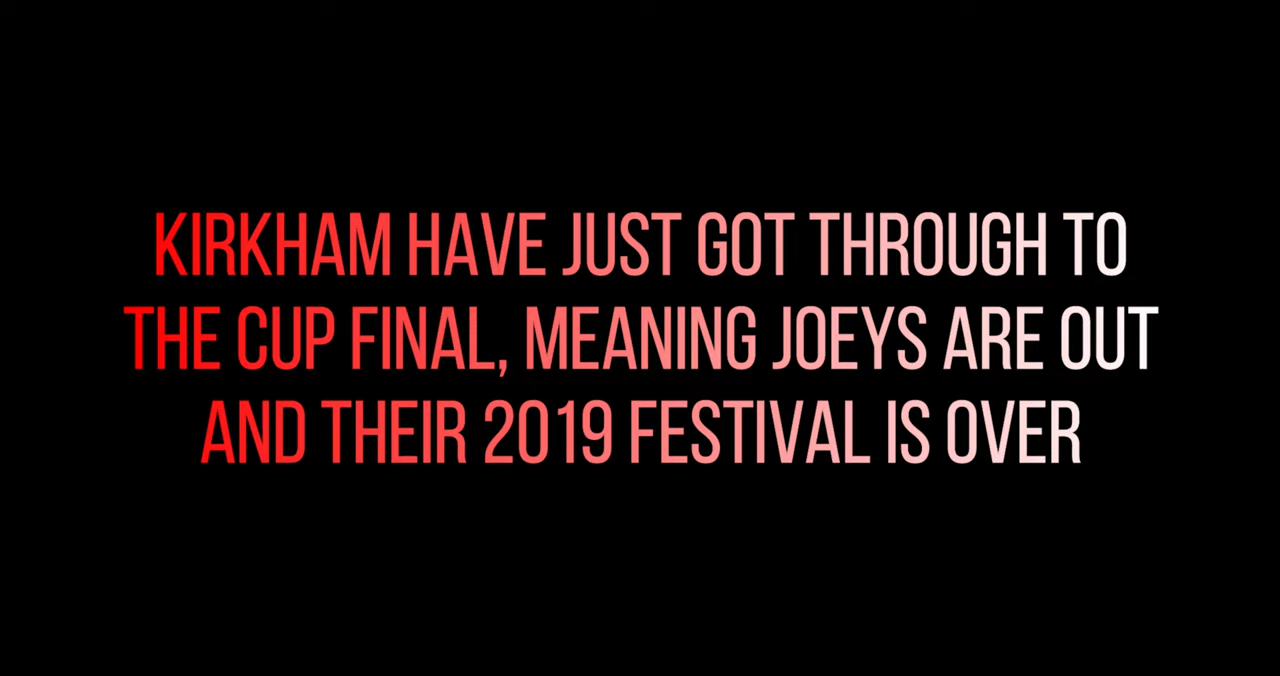 KIRKHAM HAVE JUST GOT THROUGH TO
THE CUP FINAL, MEANING JOEYS ARE OUT
AND THEIR 2019 FESTIVAL IS OVER